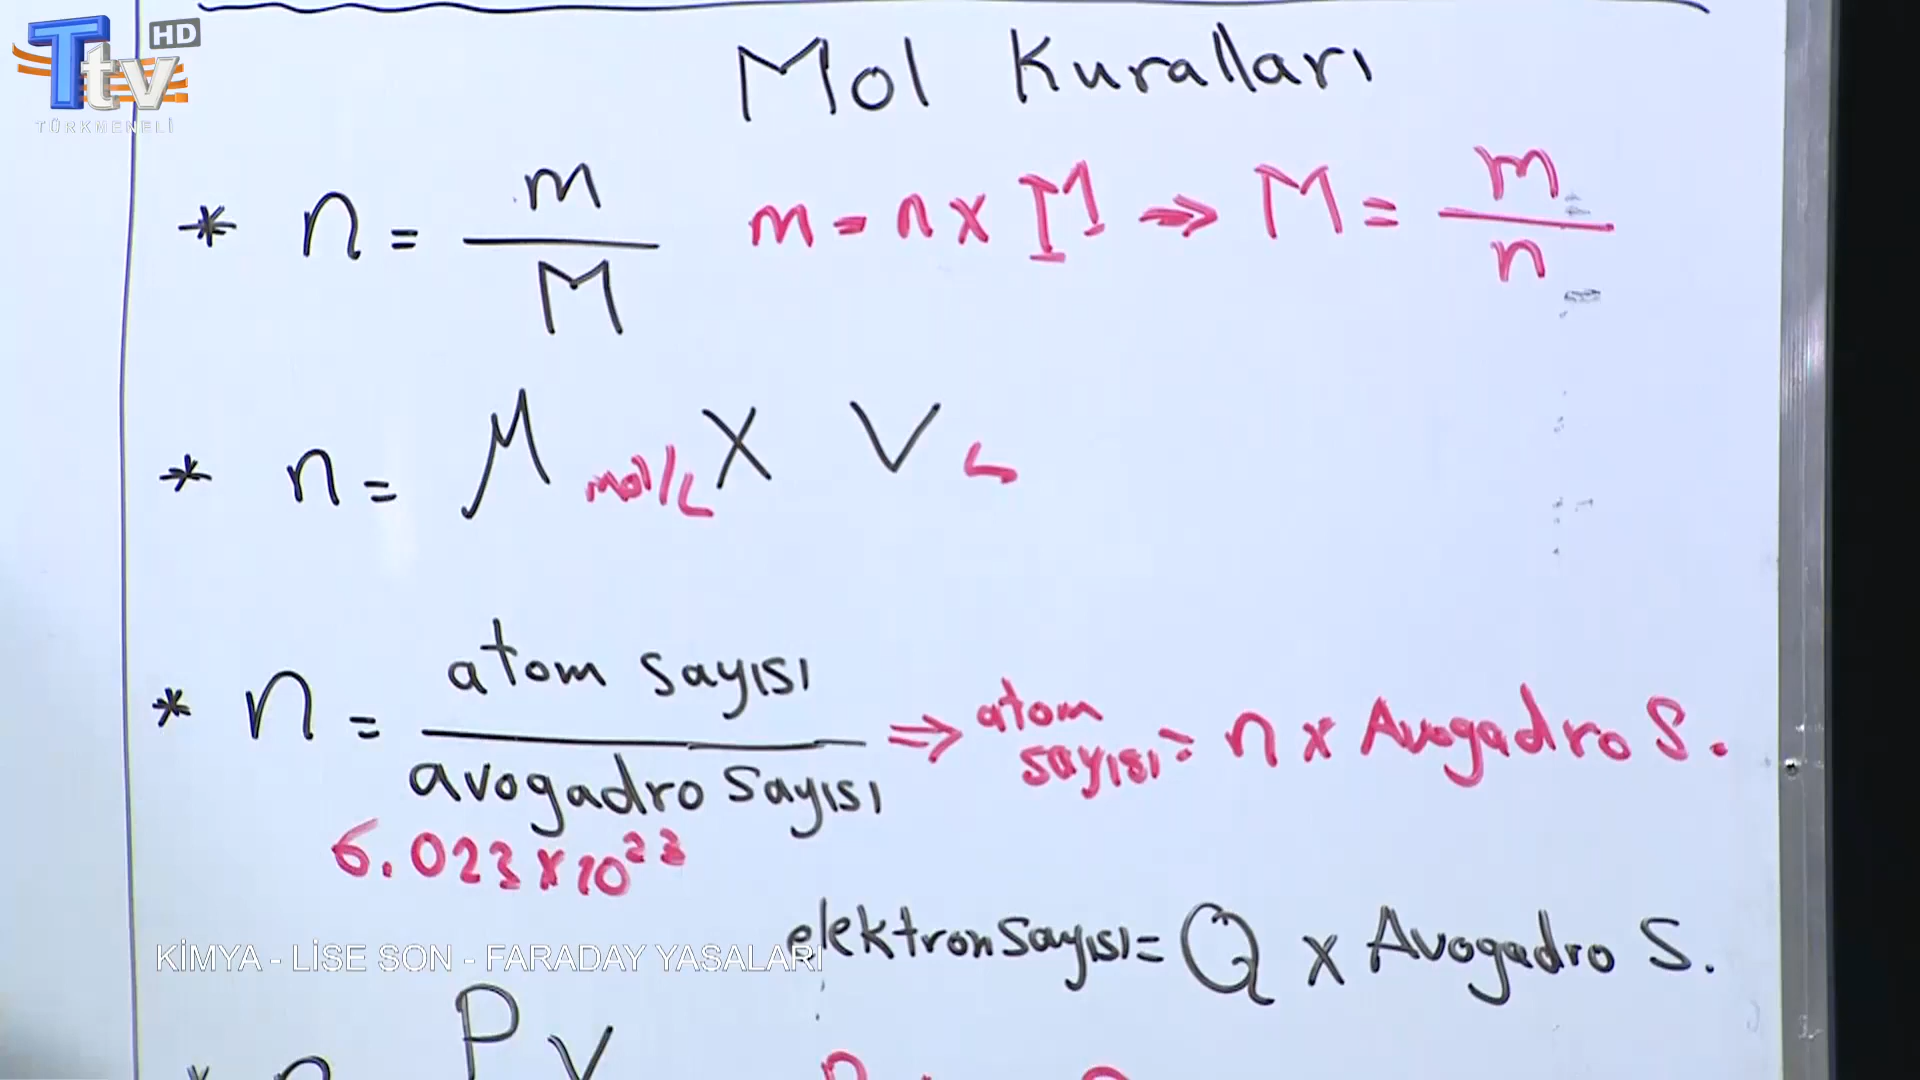 HD
Ttv
TÜRKMENELİ
Mol Kuralları
* n = m / M   m = n x M ⇒ M = m / n
* n = M mol/L X V L
* n = atom sayısı / avogadro sayısı ⇒ atom sayısı = n x Avogadro S.
6.023 x 10²³
elektron sayısı = Q x Avogadro S.
KİMYA - LİSE SON - FARADAY YASALARI
P V